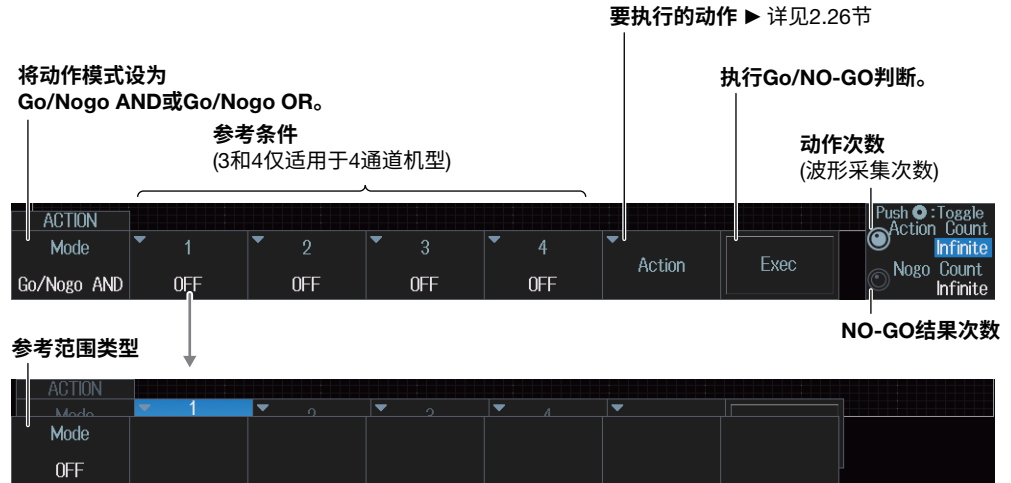 要执行的动作 ▶ 详见2.26节
将动作模式设为
Go/Nogo AND或Go/Nogo OR。
执行Go/NO-GO判断。
参考条件
(3和4仅适用于4通道机型)
动作次数
(波形采集次数)
ACTION
Mode
Go/Nogo AND
1
OFF
2
OFF
3
OFF
4
OFF
Action
Exec
Push :Toggle
Action Count
Infinite
Nogo Count
Infinite
NO-GO结果次数
参考范围类型
ACTION
Mode
1
2
3
4
Mode
OFF